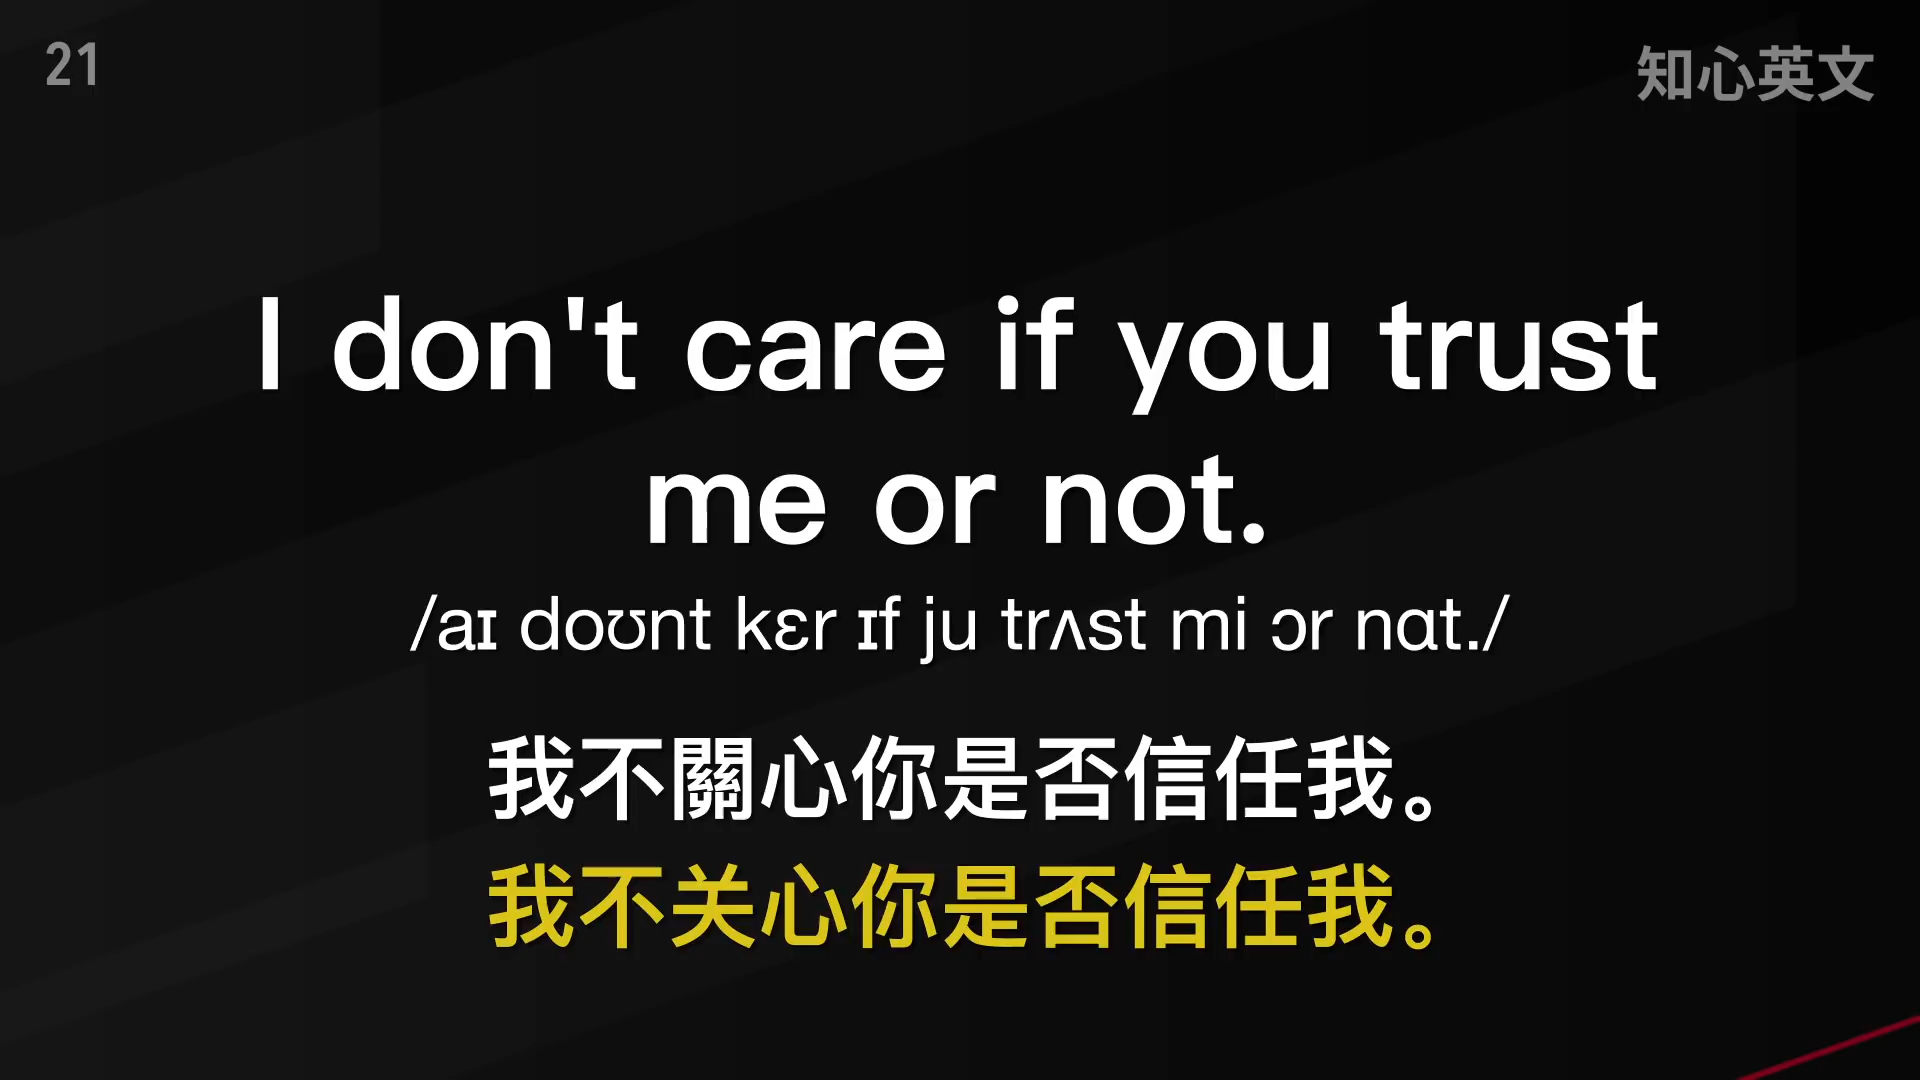 21
知心英文
I don't care if you trust
me or not.
/aɪ doʊnt kɛr ɪf ju trʌst mi ɔr nɑt./
我不關心你是否信任我。
我不关心你是否信任我。